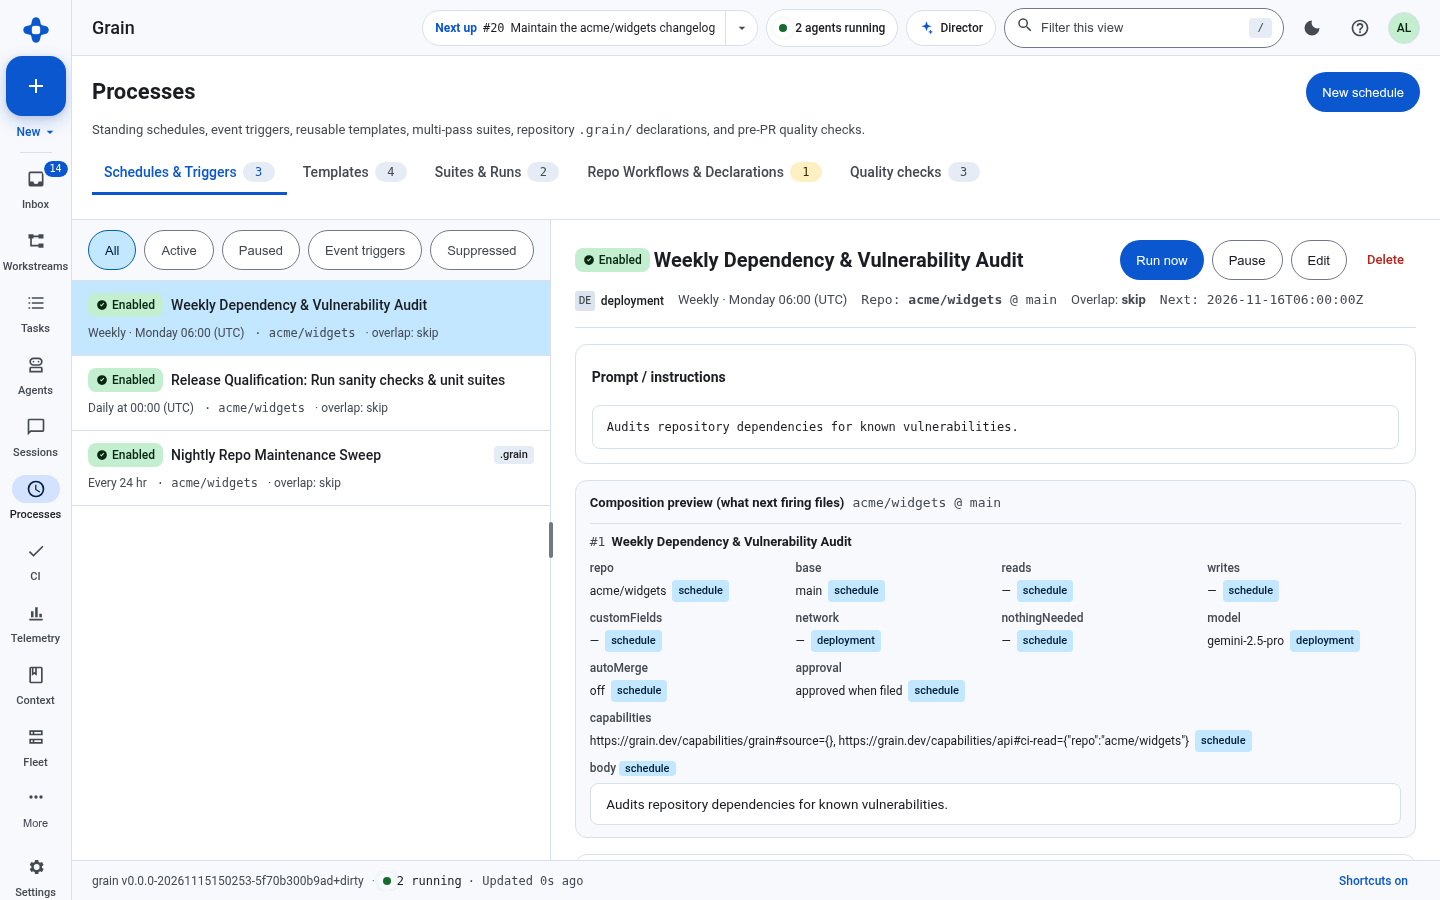 Grain
Next up #20 Maintain the acme/widgets changelog
2 agents running
Director
Filter this view /
AL
New
14
Inbox
Workstreams
Tasks
Agents
Sessions
Processes
CI
Telemetry
Context
Fleet
More
Settings
Processes
New schedule
Standing schedules, event triggers, reusable templates, multi-pass suites, repository .grain/ declarations, and pre-PR quality checks.
Schedules & Triggers 3 Templates 4 Suites & Runs 2 Repo Workflows & Declarations 1 Quality checks 3
All Active Paused Event triggers Suppressed
Enabled Weekly Dependency & Vulnerability Audit
Weekly · Monday 06:00 (UTC) · acme/widgets · overlap: skip
Enabled Release Qualification: Run sanity checks & unit suites
Daily at 00:00 (UTC) · acme/widgets · overlap: skip
Enabled Nightly Repo Maintenance Sweep .grain
Every 24 hr · acme/widgets · overlap: skip
Enabled Weekly Dependency & Vulnerability Audit Run now Pause Edit Delete
DE deployment Weekly · Monday 06:00 (UTC) Repo: acme/widgets @ main Overlap: skip Next: 2026-11-16T06:00:00Z
Prompt / instructions
Audits repository dependencies for known vulnerabilities.
Composition preview (what next firing files) acme/widgets @ main
#1 Weekly Dependency & Vulnerability Audit
repo base reads writes
acme/widgets schedule main schedule — schedule — schedule
customFields network nothingNeeded model
— schedule — deployment — schedule gemini-2.5-pro deployment
autoMerge approval
off schedule approved when filed schedule
capabilities
https://grain.dev/capabilities/grain#source={}, https://grain.dev/capabilities/api#ci-read={"repo":"acme/widgets"} schedule
body schedule
Audits repository dependencies for known vulnerabilities.
grain v0.0.0-20261115150253-5f70b300b9ad+dirty · 2 running · Updated 0s ago
Shortcuts on